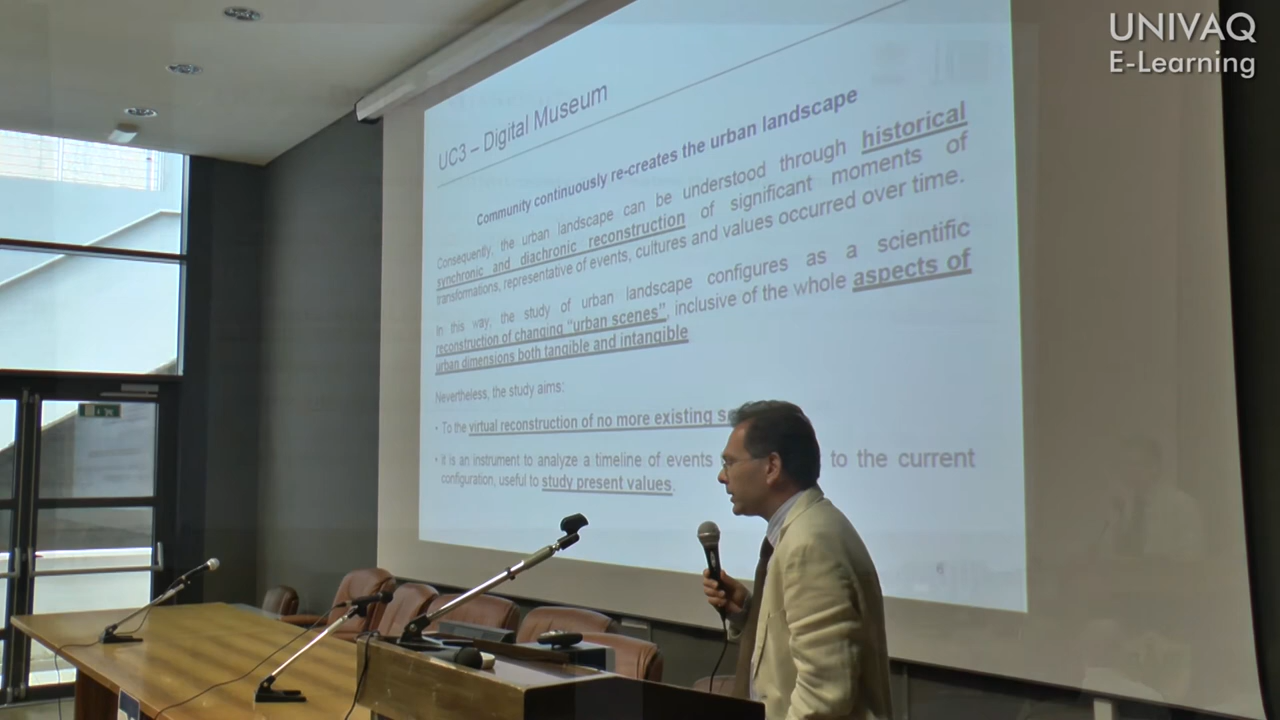 UNIVAQ
E-Learning
UC3 – Digital Museum
Community continuously re-creates the urban landscape
Consequently, the urban landscape can be understood through historical
synchronic and diachronic reconstruction of significant moments of
transformations, representative of events, cultures and values occurred over time.
In this way, the study of urban landscape configures as a scientific
reconstruction of changing "urban scenes", inclusive of the whole aspects of
urban dimensions both tangible and intangible
Nevertheless, the study aims:
• To the virtual reconstruction of no more existing
• It is an instrument to analyze a timeline of events to the current
configuration, useful to study present values.
6